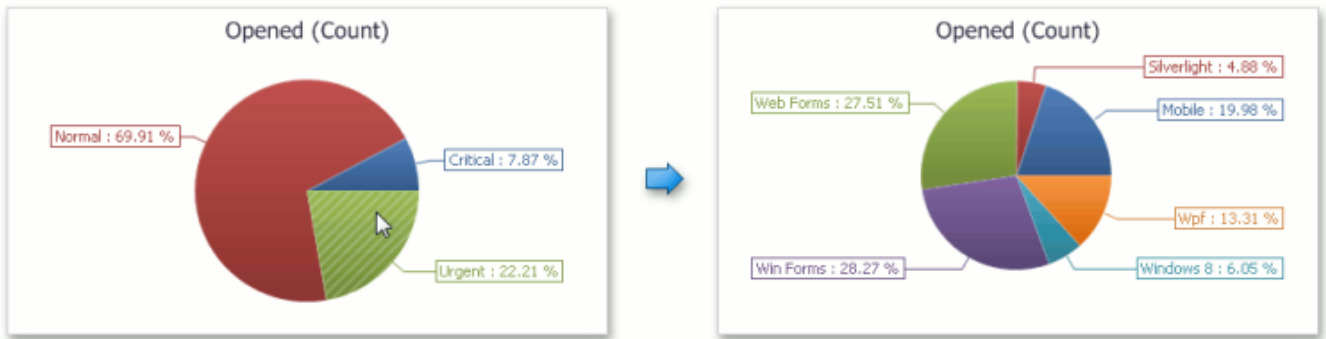 Opened (Count)
Normal : 69.91 %
Critical : 7.87 %
Urgent : 22.21 %
Opened (Count)
Silverlight : 4.88 %
Web Forms : 27.51 %
Mobile : 19.98 %
Wpf : 13.31 %
Win Forms : 28.27 %
Windows 8 : 6.05 %